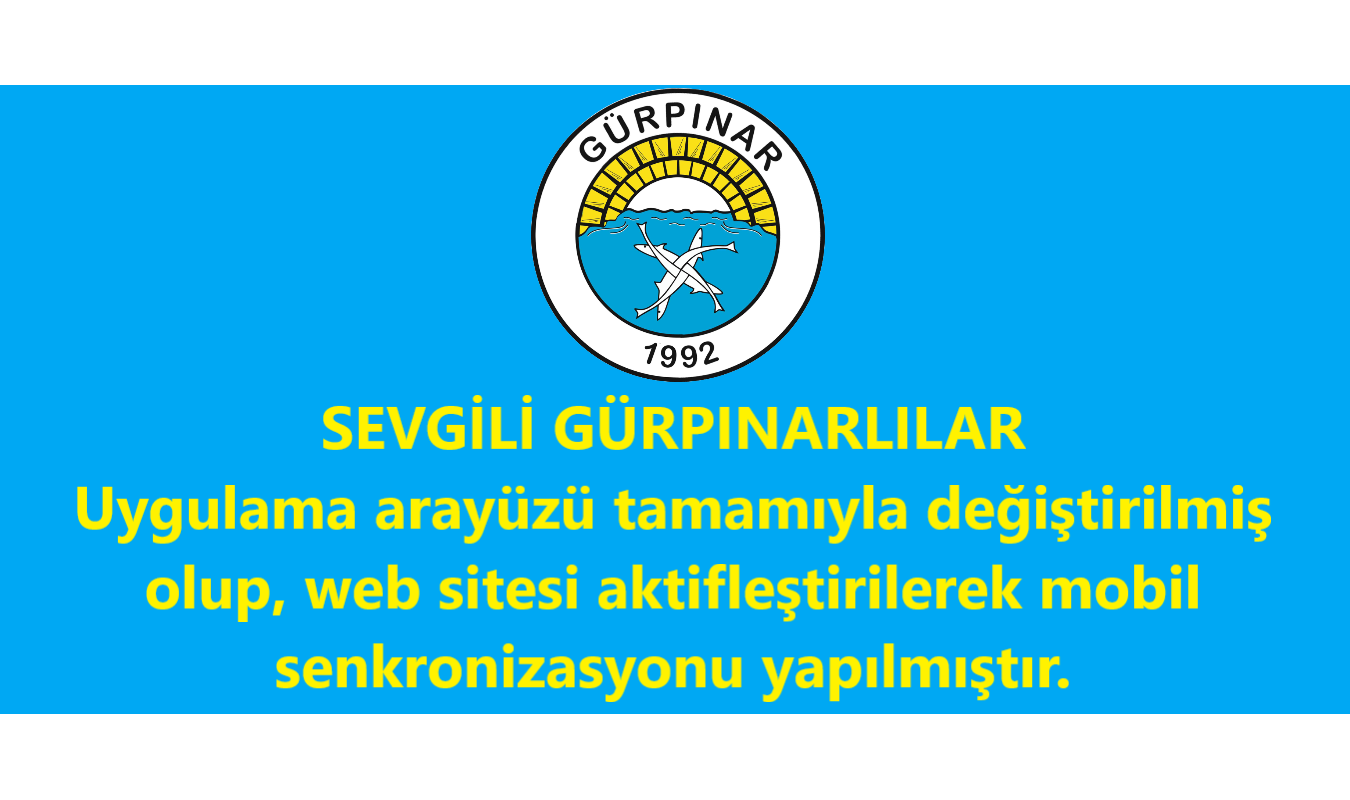 GÜRPINAR
1992
SEVGİLİ GÜRPINARLILAR
Uygulama arayüzü tamamıyla değiştirilmiş
olup, web sitesi aktifleştirilerek mobil
senkronizasyonu yapılmıştır.